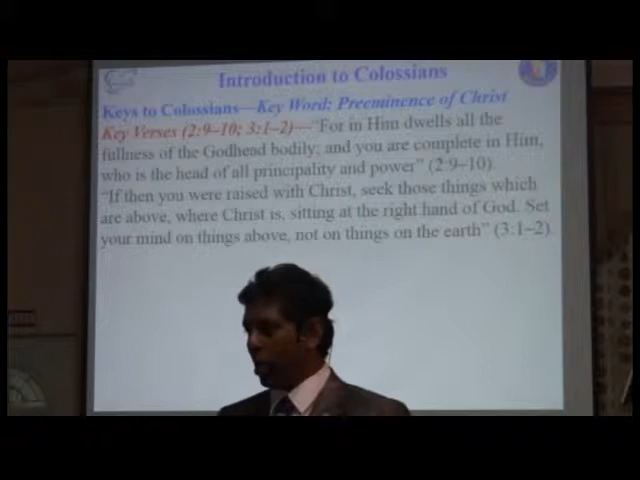 Introduction to Colossians
Keys to Colossians—Key Word: Preeminence of Christ
Key Verses (2:9–10; 3:1–2)—“For in Him dwells all the
fullness of the Godhead bodily; and you are complete in Him,
who is the head of all principality and power” (2:9–10)
“If then you were raised with Christ, seek those things which
are above, where Christ is, sitting at the right hand of God. Set
your mind on things above, not on things on the earth” (3:1–2).